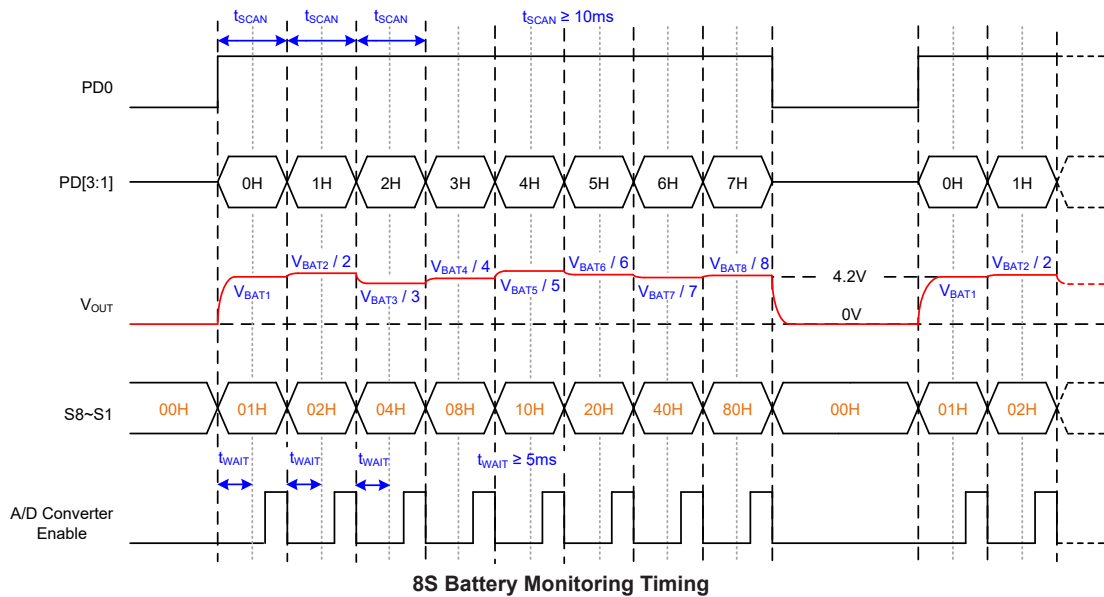 tSCAN tSCAN tSCAN tSCAN ≥ 10ms
PD0
PD[3:1] 0H 1H 2H 3H 4H 5H 6H 7H 0H 1H
VOUT VBAT1 VBAT2 / 2 VBAT3 / 3 VBAT4 / 4 VBAT5 / 5 VBAT6 / 6 VBAT7 / 7 VBAT8 / 8 4.2V 0V VBAT1 VBAT2 / 2
S8~S1 00H 01H 02H 04H 08H 10H 20H 40H 80H 00H 01H 02H
tWAIT tWAIT tWAIT tWAIT ≥ 5ms
A/D Converter
Enable
8S Battery Monitoring Timing